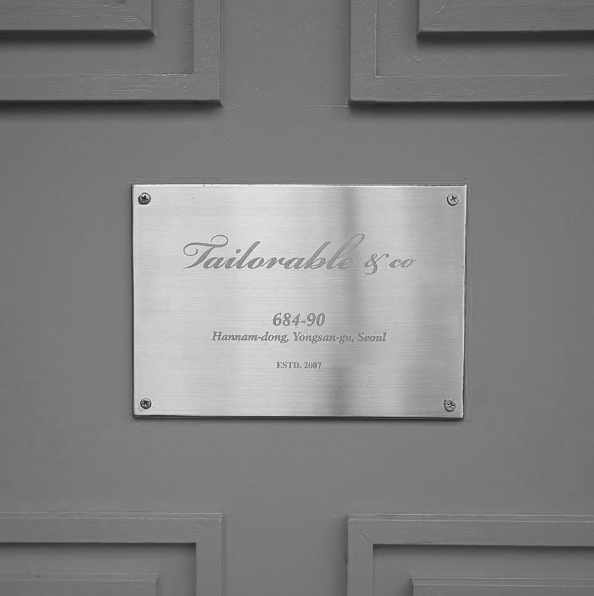 Tailorable & co
684-90
Hannam-dong, Yongsan-gu, Seoul
ESTD. 2007